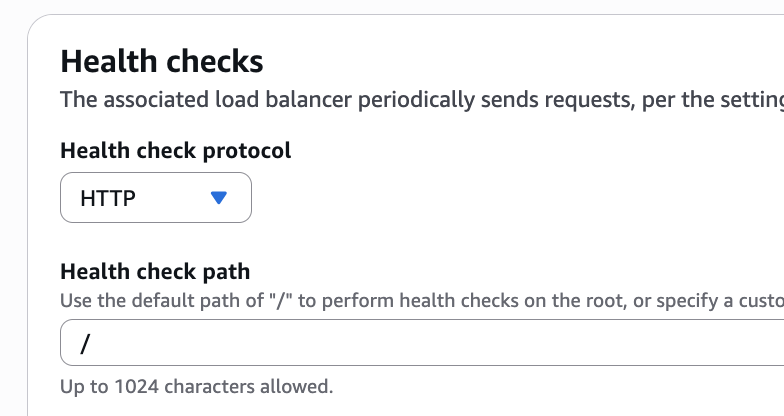 Health checks
The associated load balancer periodically sends requests, per the setting
Health check protocol
HTTP
Health check path
Use the default path of "/" to perform health checks on the root, or specify a custo
/
Up to 1024 characters allowed.